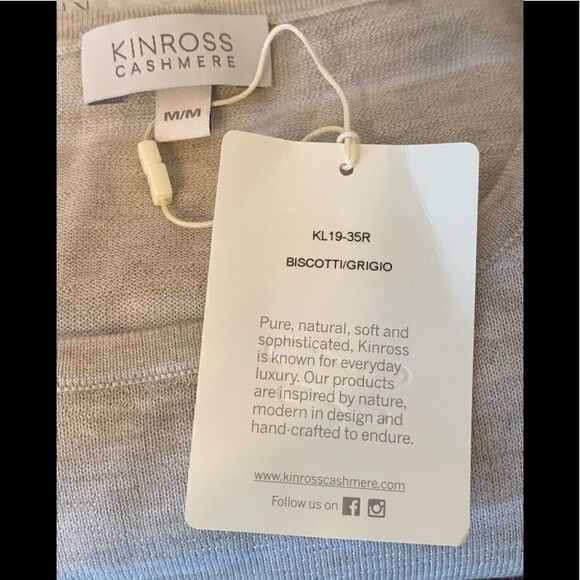 KINROSS
CASHMERE
M/M
KL19-35R
BISCOTTI/GRIGIO
Pure, natural, soft and
sophisticated, Kinross
is known for everyday
luxury. Our products
are inspired by nature,
modern in design and
hand-crafted to endure.
www.kinrosscashmere.com
Follow us on